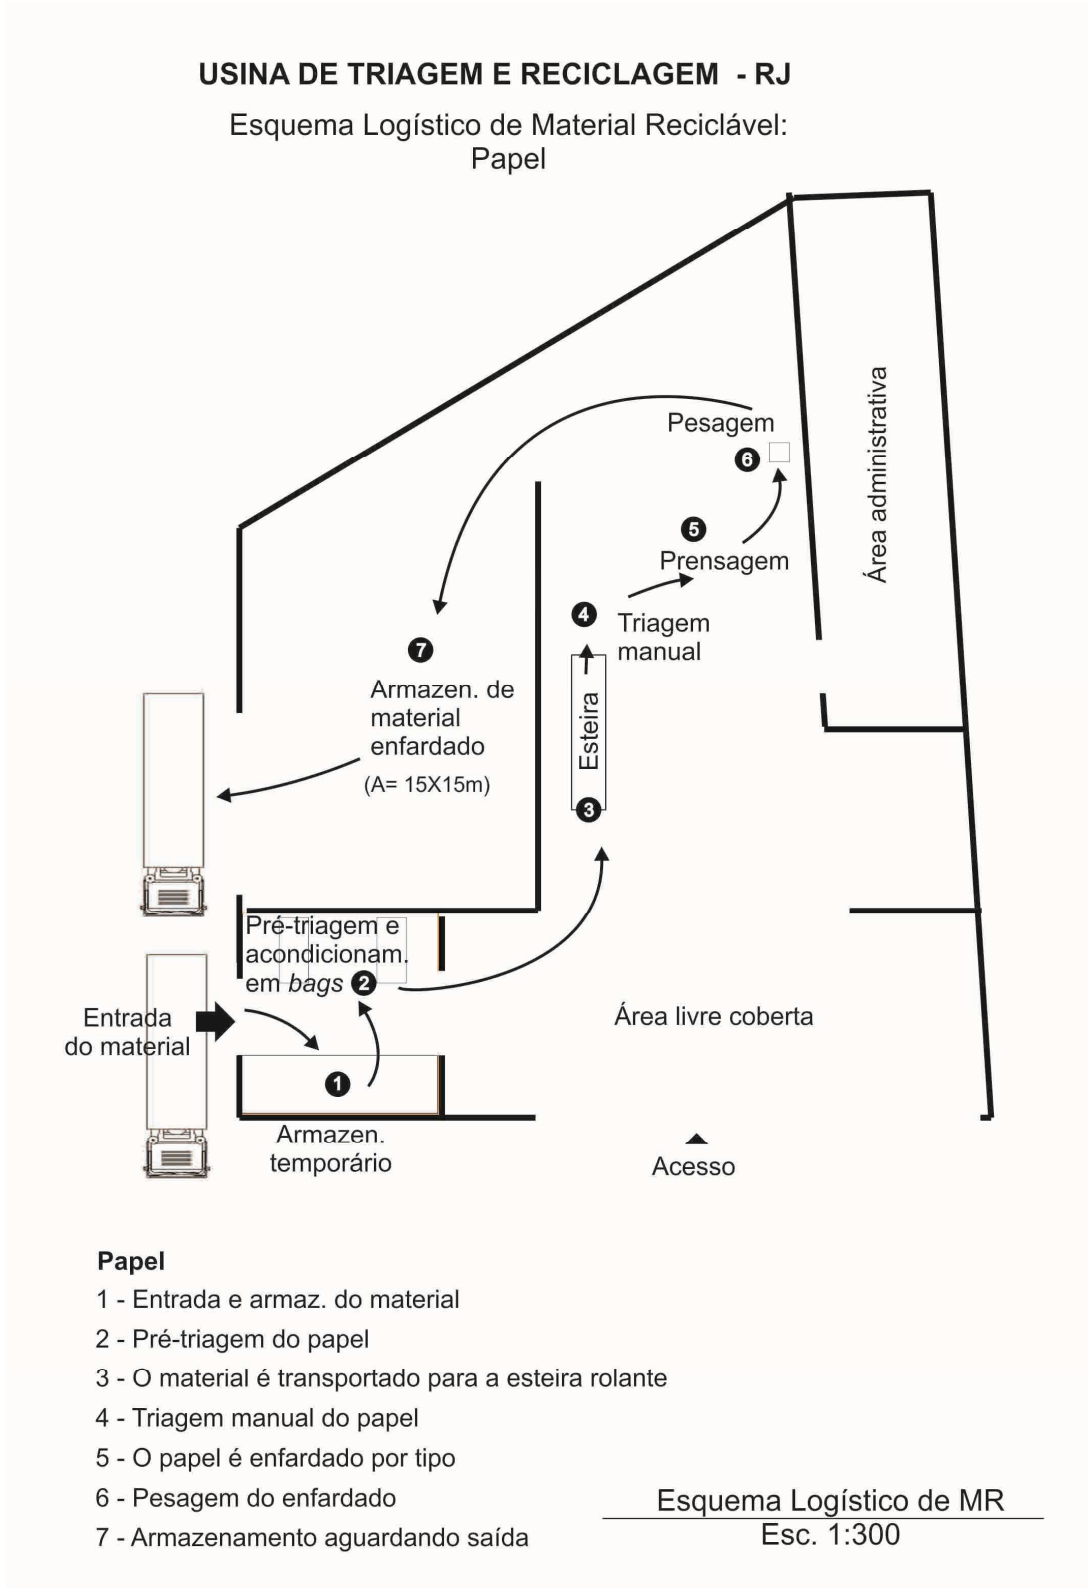 USINA DE TRIAGEM E RECICLAGEM - RJ
Esquema Logístico de Material Reciclável:
Papel
Área administrativa
Pesagem
6
5
Prensagem
4
Triagem
manual
7
Armazen. de
material
enfardado
(A= 15X15m)
Esteira
3
Pré-triagem e
acondicionam.
em bags 2
Entrada
do material
Área livre coberta
1
Armazen.
temporário
Acesso
Papel
1 - Entrada e armaz. do material
2 - Pré-triagem do papel
3 - O material é transportado para a esteira rolante
4 - Triagem manual do papel
5 - O papel é enfardado por tipo
6 - Pesagem do enfardado
7 - Armazenamento aguardando saída
Esquema Logístico de MR
Esc. 1:300